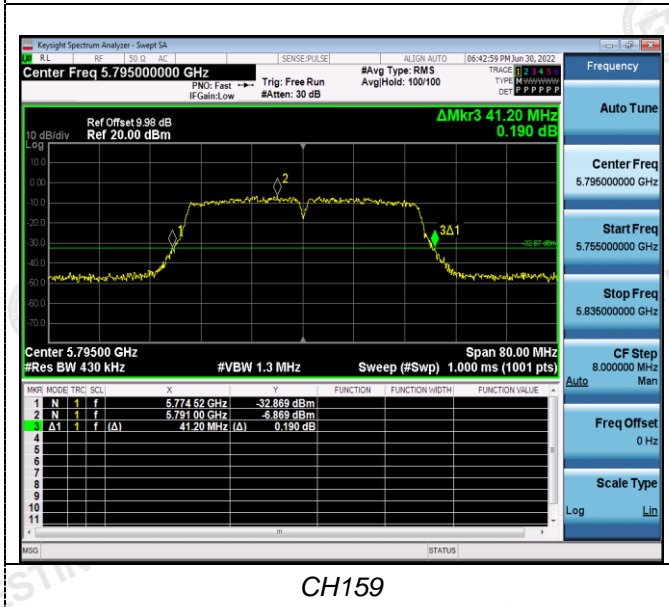 Keysight Spectrum Analyzer - Swept SA
RL RF 50 Ω AC SENSE:PULSE ALIGN AUTO 06:42:59 PM Jun 30, 2022
Center Freq 5.795000000 GHz #Avg Type: RMS TRACE 1 2 3 4 5 6
PNO: Fast Trig: Free Run Avg|Hold: 100/100 TYPE M WWWWW
IFGain:Low #Atten: 30 dB DET P P P P P P
Frequency
Auto Tune
Center Freq
5.795000000 GHz
Start Freq
5.755000000 GHz
Stop Freq
5.835000000 GHz
CF Step
8.000000 MHz
Auto Man
Freq Offset
0 Hz
Scale Type
Log Lin
ΔMkr3 41.20 MHz
0.190 dB
Ref Offset 9.98 dB
10 dB/div Ref 20.00 dBm
Log
10.0
0.00
-10.0
-20.0
-30.0
-40.0
-50.0
-60.0
-70.0
2
1
3Δ1
-32.87 dBm
Center 5.79500 GHz Span 80.00 MHz
#Res BW 430 kHz #VBW 1.3 MHz Sweep (#Swp) 1.000 ms (1001 pts)
MKR MODE TRC SCL X Y FUNCTION FUNCTION WIDTH FUNCTION VALUE
1 N 1 f 5.774 52 GHz -32.869 dBm
2 N 1 f 5.791 00 GHz -6.869 dBm
3 Δ1 1 f (Δ) 41.20 MHz (Δ) 0.190 dB
4
5
6
7
8
9
10
11
MSG STATUS
CH159